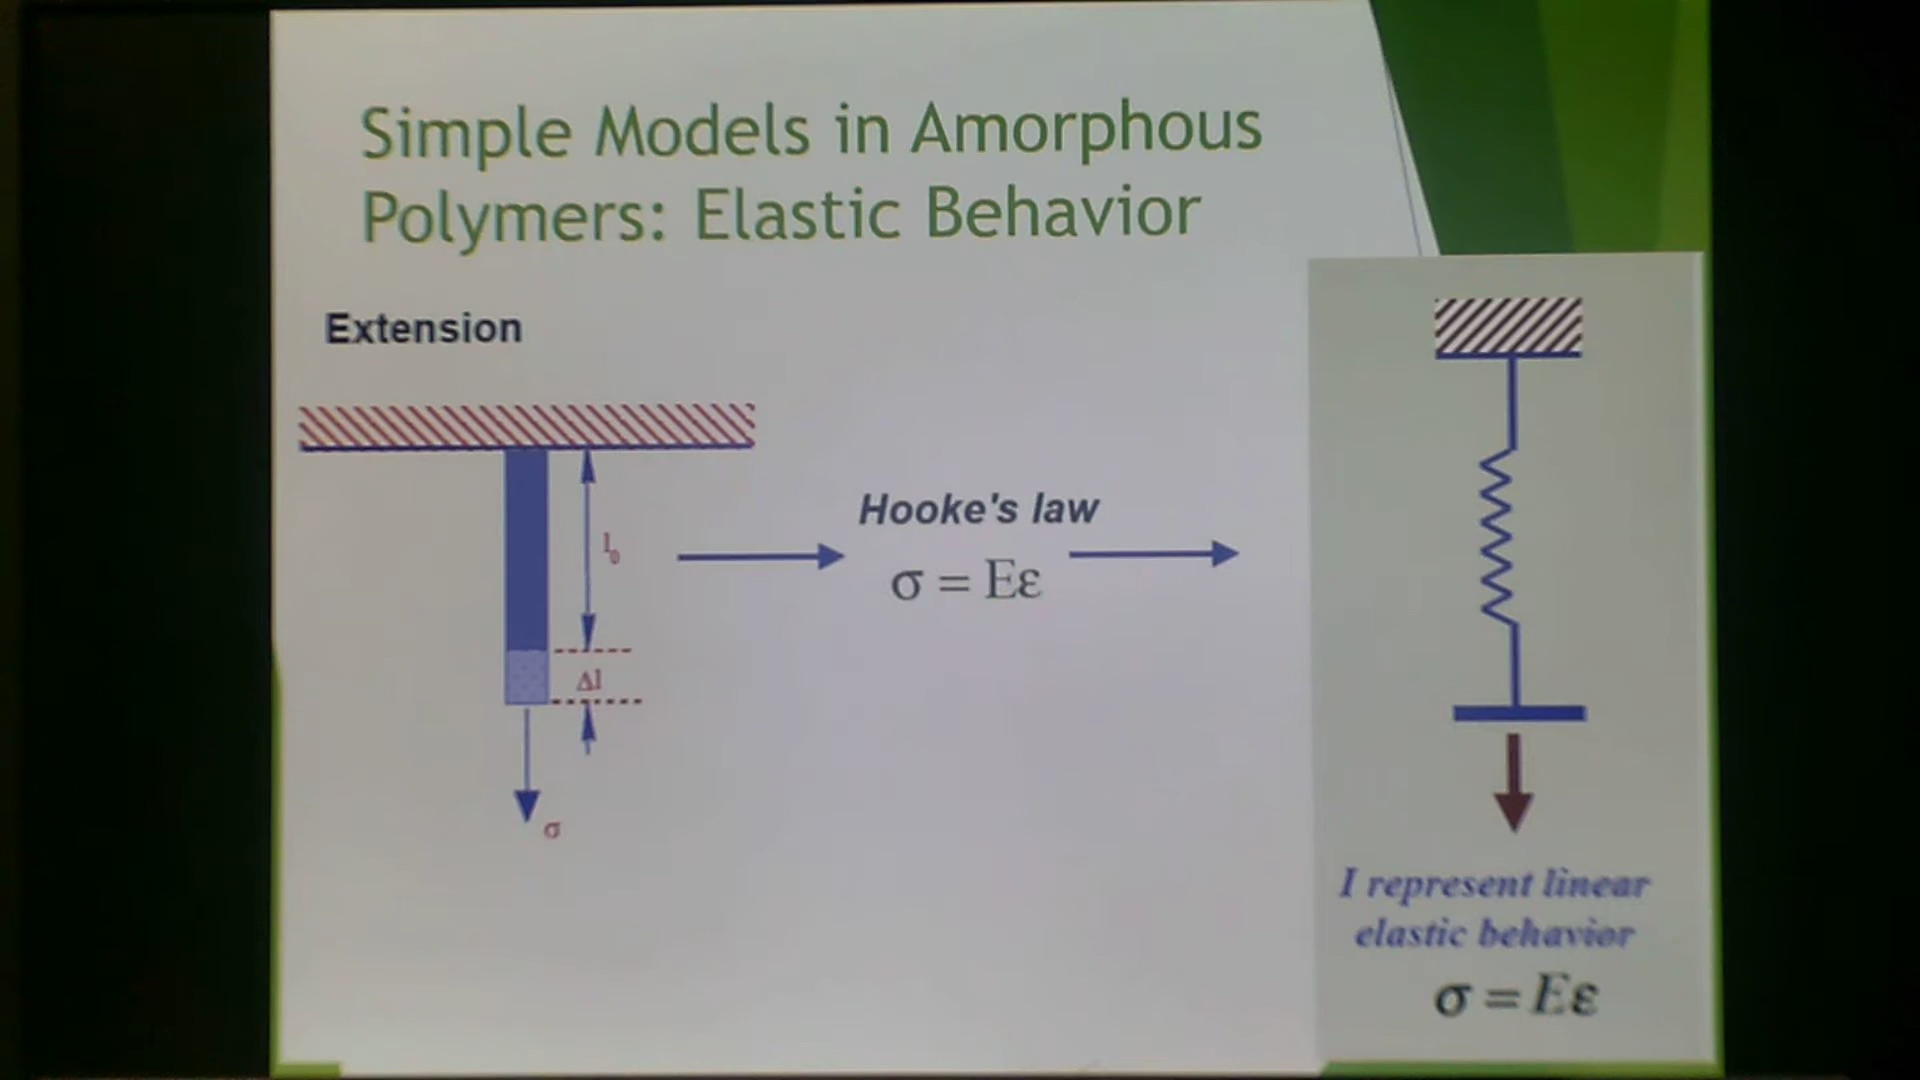 Simple Models in Amorphous
Polymers: Elastic Behavior
Extension
l₀
Δl
σ
Hooke's law
σ = Eε
I represent linear
elastic behavior
σ = Eε